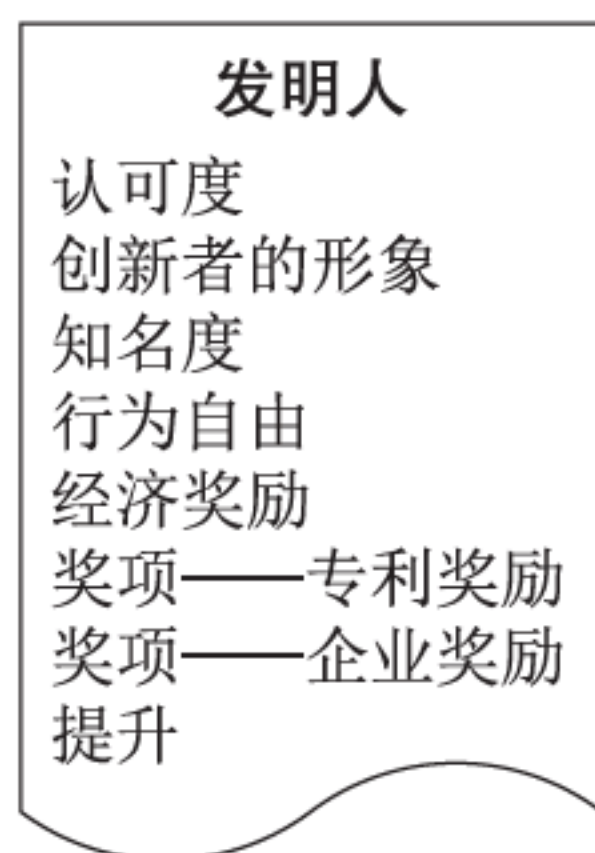 发明人
认可度
创新者的形象
知名度
行为自由
经济奖励
奖项——专利奖励
奖项——企业奖励
提升